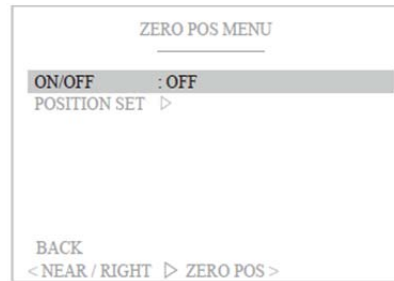 ZERO POS MENU
ON/OFF : OFF
POSITION SET ▷
BACK
< NEAR / RIGHT ▷ ZERO POS >